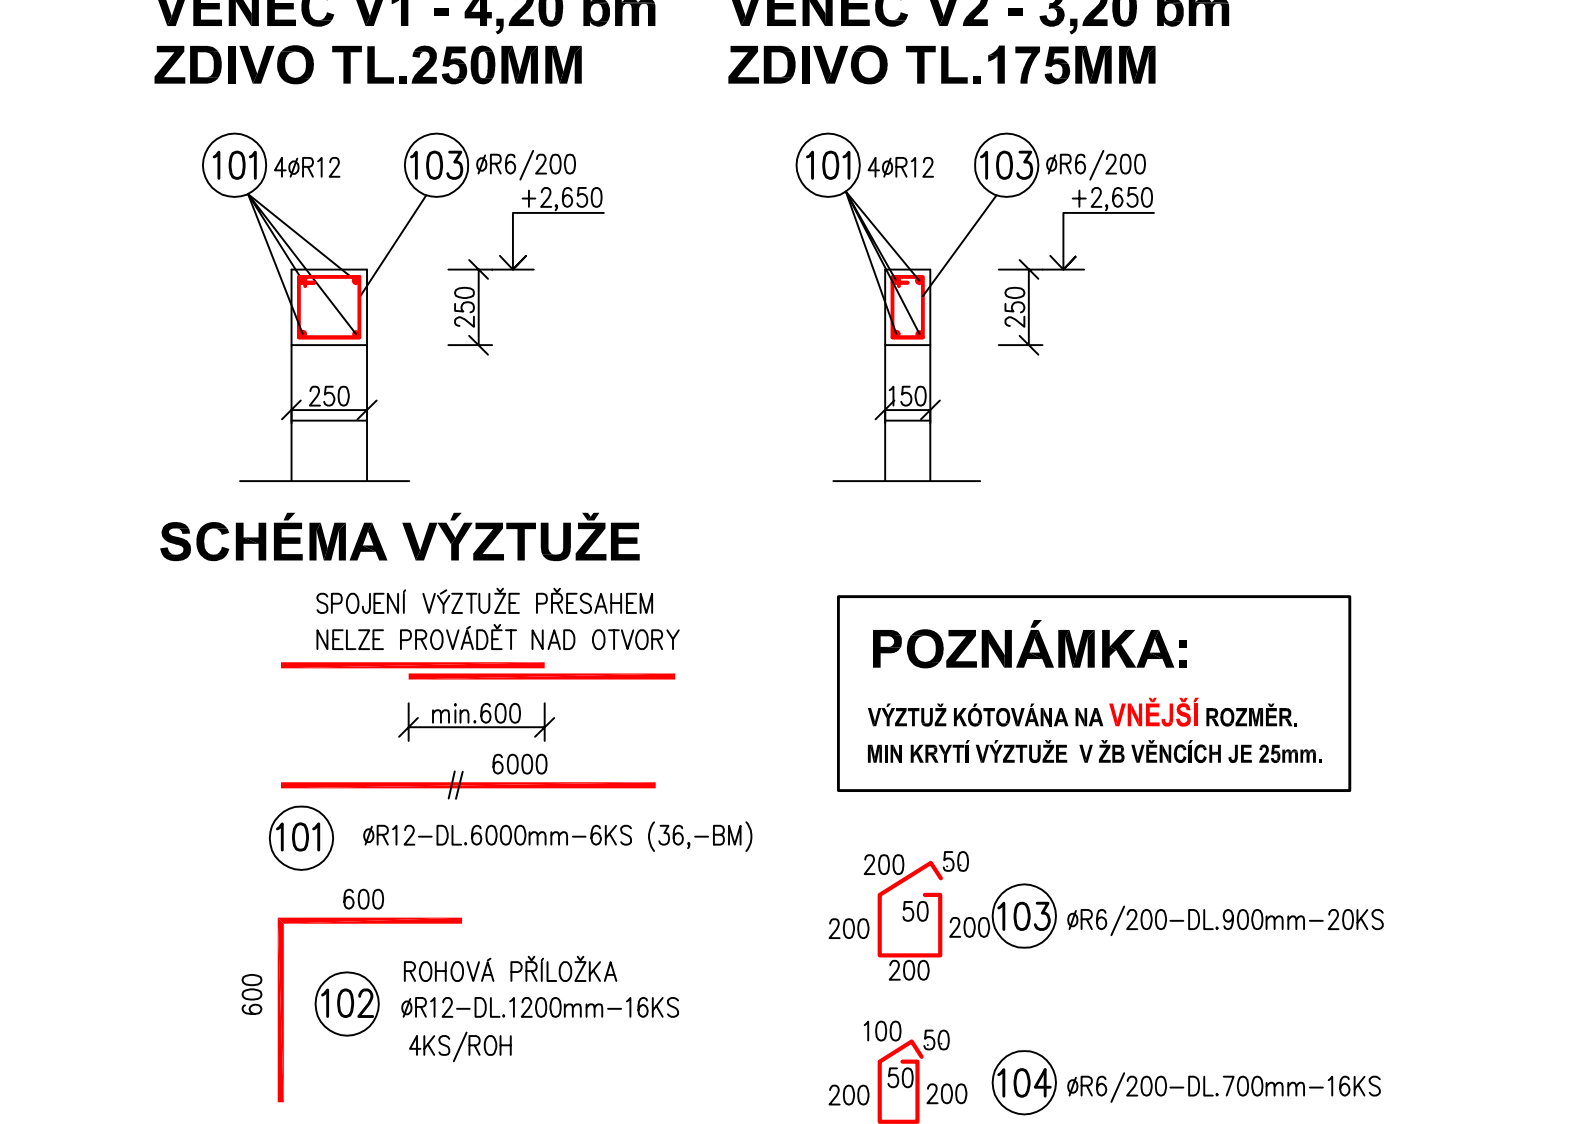 VĚNEC V1 - 4,20 bm
ZDIVO TL.250MM
VĚNEC V2 - 3,20 bm
ZDIVO TL.175MM
101 4øR12
103 øR6/200
+2,650
250
250
101 4øR12
103 øR6/200
+2,650
250
150
SCHÉMA VÝZTUŽE
SPOJENÍ VÝZTUŽE PŘESAHEM
NELZE PROVÁDĚT NAD OTVORY
min.600
6000
101 øR12-DL.6000mm-6KS (36,-BM)
600
600
102
ROHOVÁ PŘÍLOŽKA
øR12-DL.1200mm-16KS
4KS/ROH
POZNÁMKA:
VÝZTUŽ KÓTOVÁNA NA VNĚJŠÍ ROZMĚR.
MIN KRYTÍ VÝZTUŽE V ŽB VĚNCÍCH JE 25mm.
200
50
200
50
200
200
103 øR6/200-DL.900mm-20KS
100
50
200
50
200
104 øR6/200-DL.700mm-16KS